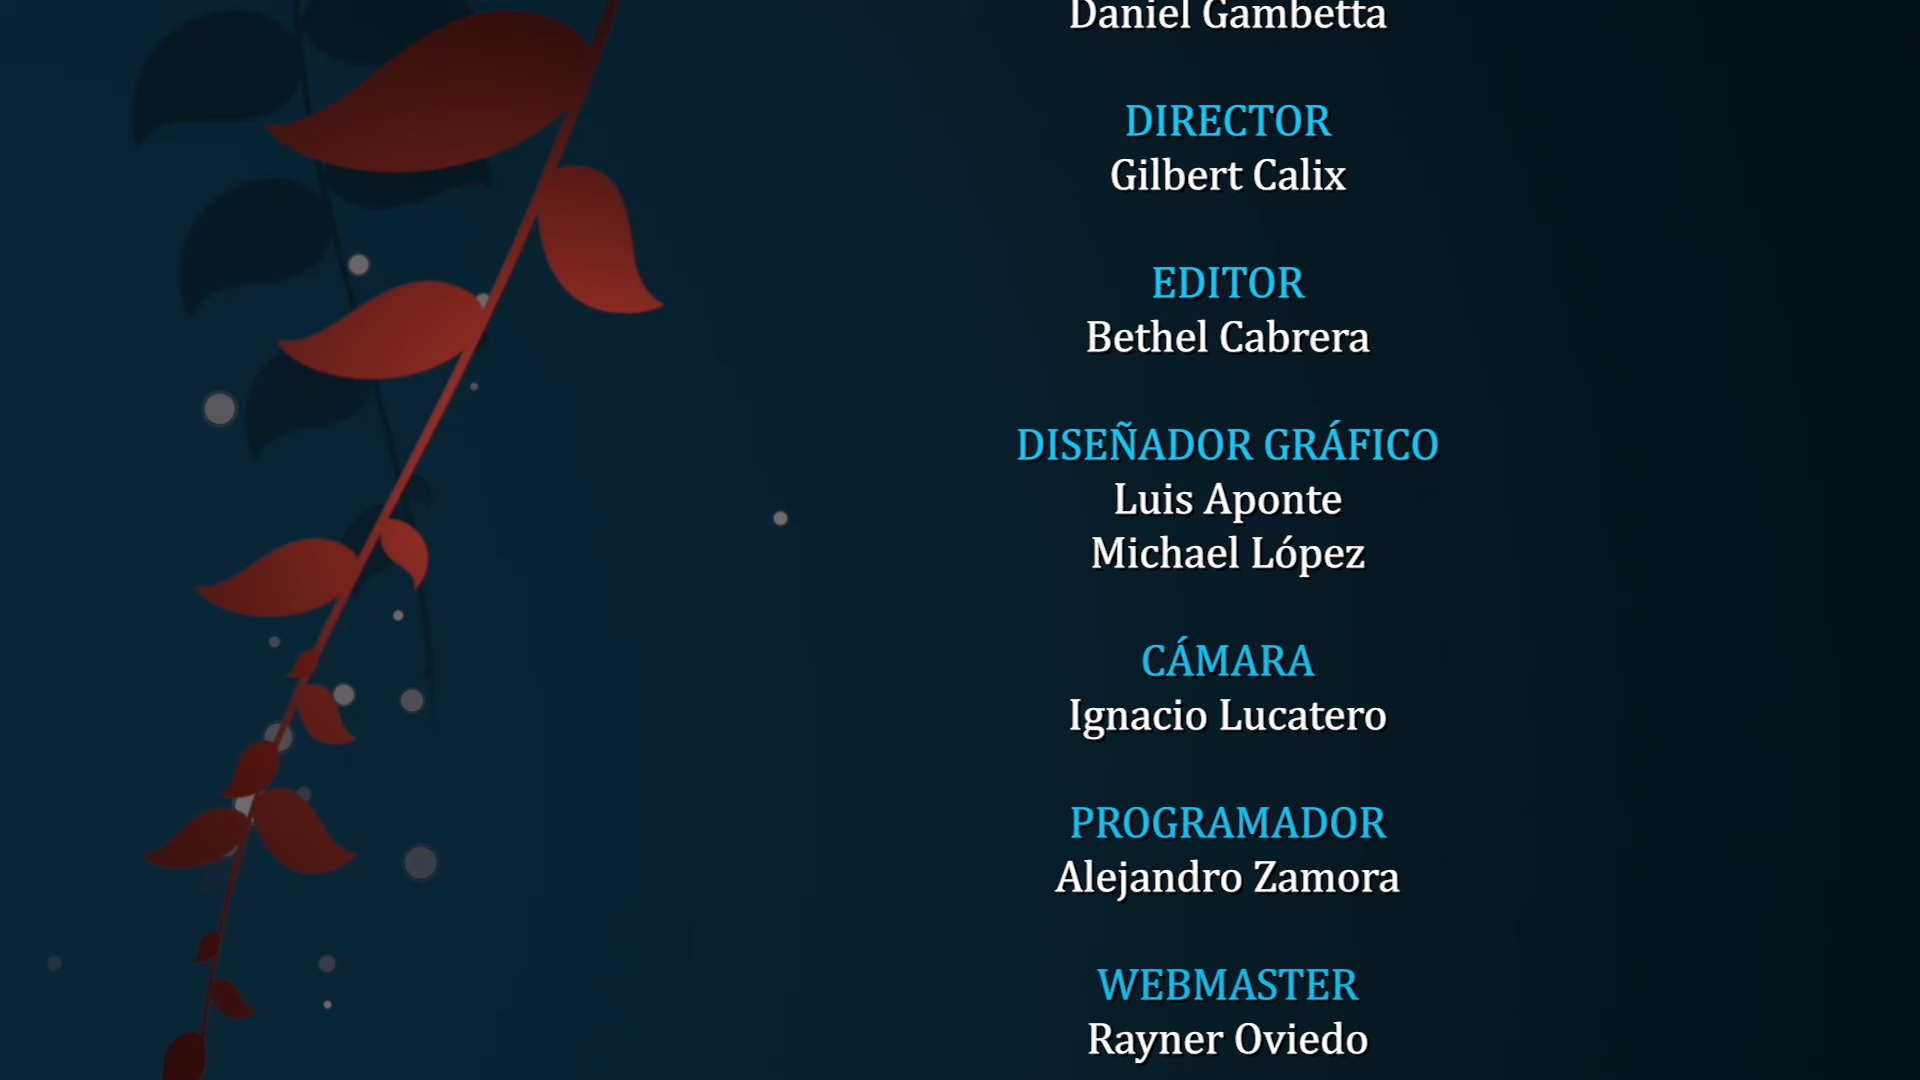 Daniel Gambetta
DIRECTOR
Gilbert Calix
EDITOR
Bethel Cabrera
DISEÑADOR GRÁFICO
Luis Aponte
Michael López
CÁMARA
Ignacio Lucatero
PROGRAMADOR
Alejandro Zamora
WEBMASTER
Rayner Oviedo